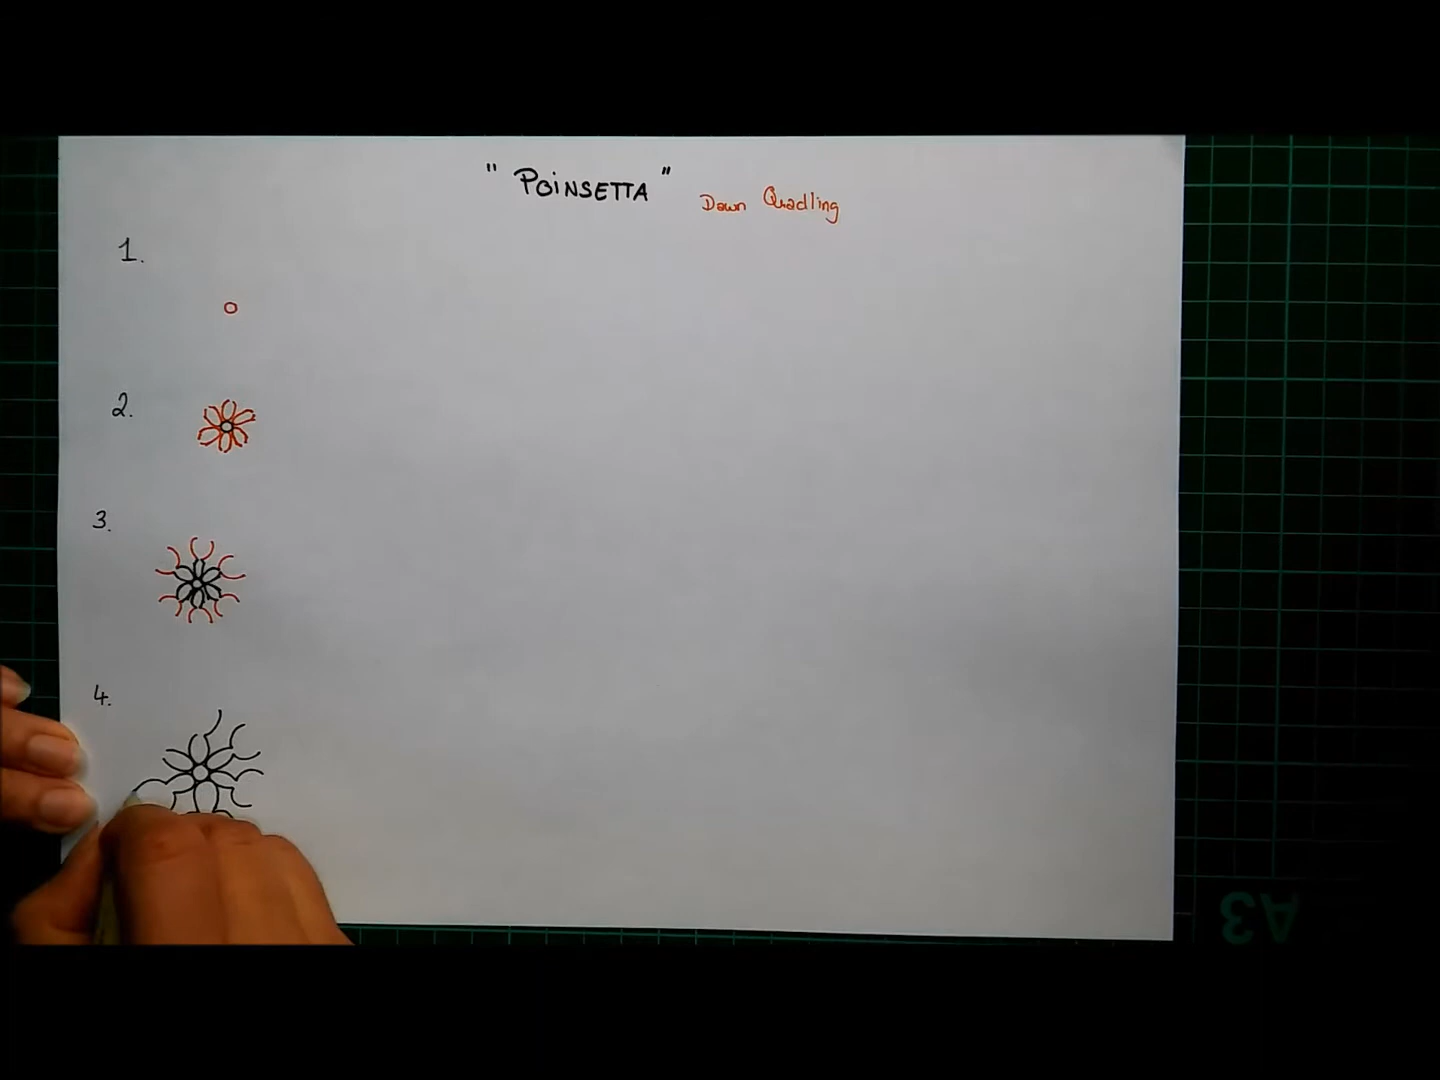 " POINSETTA " Dawn Quadling
1.
2.
3.
4.
A3